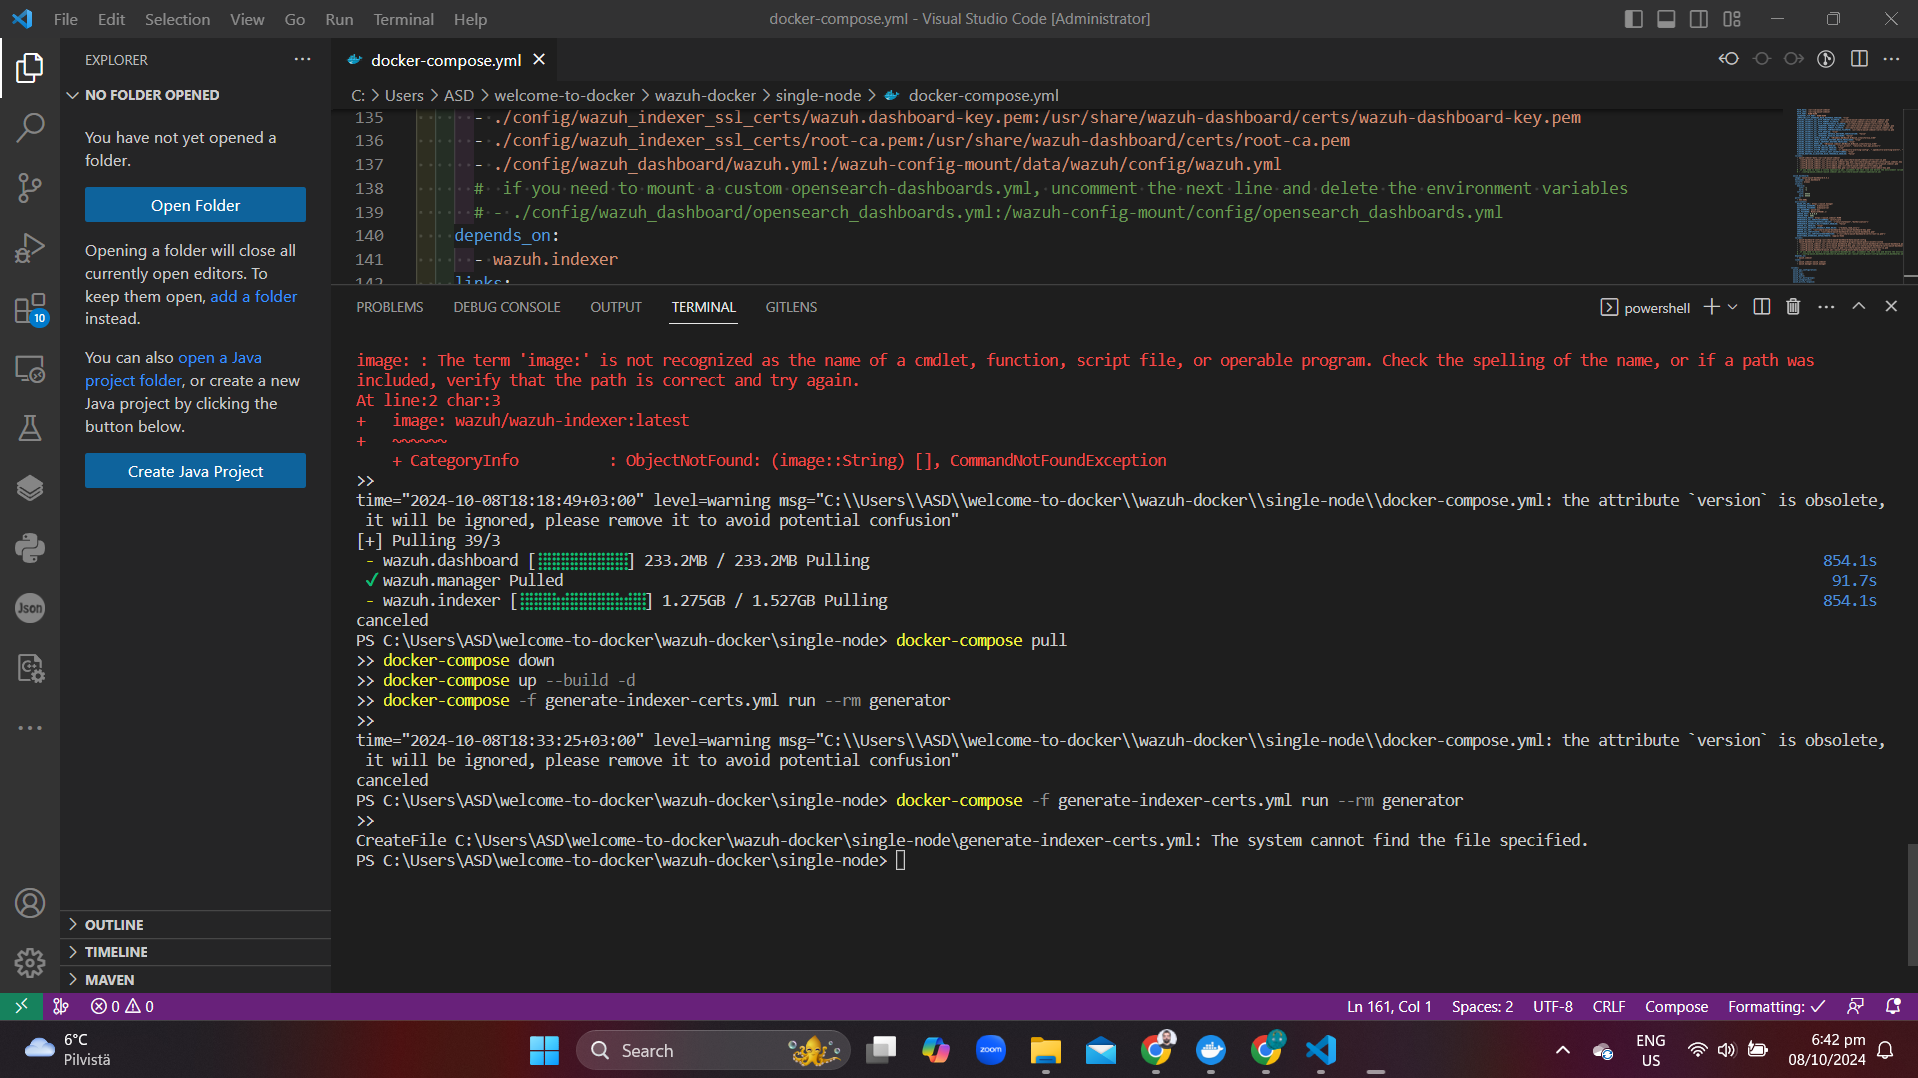 File Edit Selection View Go Run Terminal Help
docker-compose.yml - Visual Studio Code [Administrator]
EXPLORER
NO FOLDER OPENED
You have not yet opened a
folder.
Open Folder
Opening a folder will close all
currently open editors. To
keep them open, add a folder
instead.
You can also open a Java
project folder, or create a new
Java project by clicking the
button below.
Create Java Project
OUTLINE
TIMELINE
MAVEN
10
Json
docker-compose.yml
C: > Users > ASD > welcome-to-docker > wazuh-docker > single-node > docker-compose.yml
135 - ./config/wazuh_indexer_ssl_certs/wazuh.dashboard-key.pem:/usr/share/wazuh-dashboard/certs/wazuh-dashboard-key.pem
136 - ./config/wazuh_indexer_ssl_certs/root-ca.pem:/usr/share/wazuh-dashboard/certs/root-ca.pem
137 - ./config/wazuh_dashboard/wazuh.yml:/wazuh-config-mount/data/wazuh/config/wazuh.yml
138 # if you need to mount a custom opensearch-dashboards.yml, uncomment the next line and delete the environment variables
139 # - ./config/wazuh_dashboard/opensearch_dashboards.yml:/wazuh-config-mount/config/opensearch_dashboards.yml
140 depends_on:
141 - wazuh.indexer
142 links:
PROBLEMS DEBUG CONSOLE OUTPUT TERMINAL GITLENS
powershell
image: : The term 'image:' is not recognized as the name of a cmdlet, function, script file, or operable program. Check the spelling of the name, or if a path was
included, verify that the path is correct and try again.
At line:2 char:3
+   image: wazuh/wazuh-indexer:latest
+   ~~~~~~
    + CategoryInfo          : ObjectNotFound: (image::String) [], CommandNotFoundException
>>
time="2024-10-08T18:18:49+03:00" level=warning msg="C:\\Users\\ASD\\welcome-to-docker\\wazuh-docker\\single-node\\docker-compose.yml: the attribute `version` is obsolete,
 it will be ignored, please remove it to avoid potential confusion"
[+] Pulling 39/3
 - wazuh.dashboard [⣿⣿⣿⣿⣿⣿⣿⣿⣿⣿] 233.2MB / 233.2MB Pulling 854.1s
 ✓ wazuh.manager Pulled 91.7s
 - wazuh.indexer [⣿⣿⣿⣿⣿⣿⣿⣿⣿⣿⣿⣿⣿⣿] 1.275GB / 1.527GB Pulling 854.1s
canceled
PS C:\Users\ASD\welcome-to-docker\wazuh-docker\single-node> docker-compose pull
>> docker-compose down
>> docker-compose up --build -d
>> docker-compose -f generate-indexer-certs.yml run --rm generator
>>
time="2024-10-08T18:33:25+03:00" level=warning msg="C:\\Users\\ASD\\welcome-to-docker\\wazuh-docker\\single-node\\docker-compose.yml: the attribute `version` is obsolete,
 it will be ignored, please remove it to avoid potential confusion"
canceled
PS C:\Users\ASD\welcome-to-docker\wazuh-docker\single-node> docker-compose -f generate-indexer-certs.yml run --rm generator
>>
CreateFile C:\Users\ASD\welcome-to-docker\wazuh-docker\single-node\generate-indexer-certs.yml: The system cannot find the file specified.
PS C:\Users\ASD\welcome-to-docker\wazuh-docker\single-node>
0 0
Ln 161, Col 1 Spaces: 2 UTF-8 CRLF Compose Formatting: ✓
6°C
Pilvistä
Search
zoom
ENG
US
6:42 pm
08/10/2024